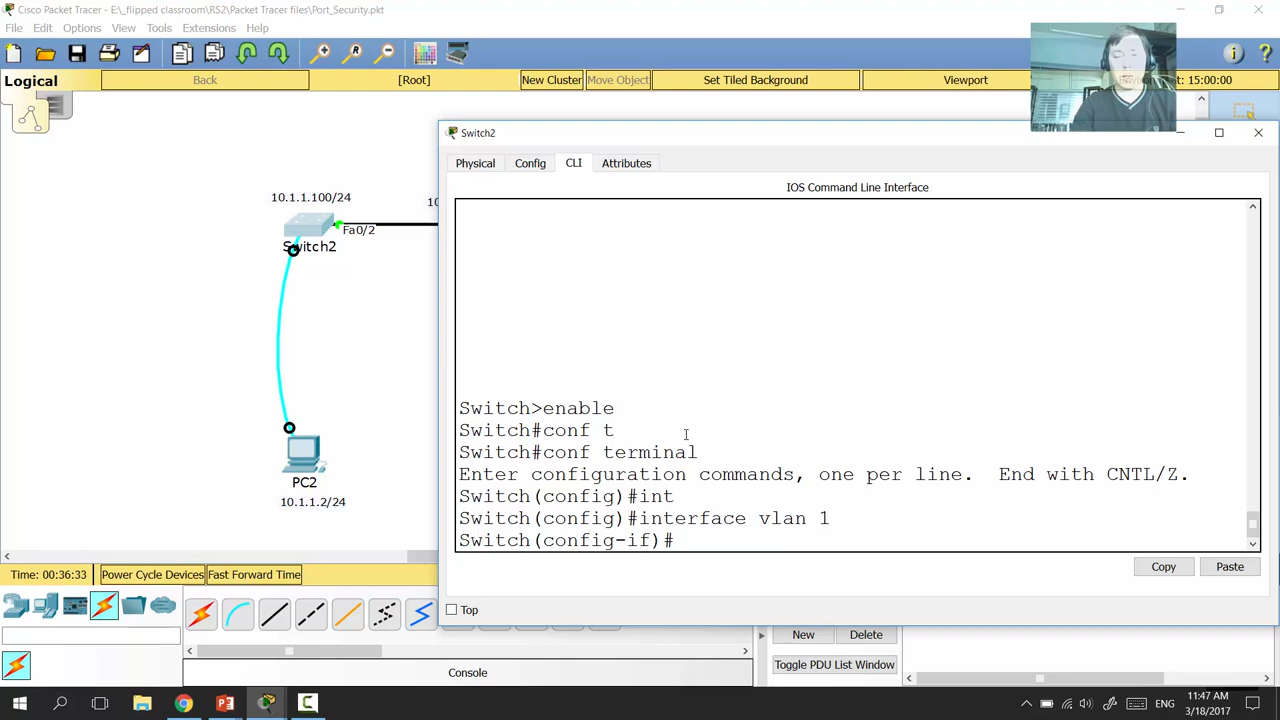 Cisco Packet Tracer - E:\_flipped classroom\RS2\Packet Tracer files\Port_Security.pkt
File Edit Options View Tools Extensions Help
Logical Back [Root] New Cluster Move Object Set Tiled Background Viewport t: 15:00:00
Switch2
Physical Config CLI Attributes
IOS Command Line Interface
10.1.1.100/24
10
Fa0/2
Switch2
PC2
10.1.1.2/24
Switch>enable
Switch#conf t
Switch#conf terminal
Enter configuration commands, one per line.  End with CNTL/Z.
Switch(config)#int
Switch(config)#interface vlan 1
Switch(config-if)#
Copy Paste
Top
Time: 00:36:33 Power Cycle Devices Fast Forward Time
New Delete
Toggle PDU List Window
Console
ENG
11:47 AM
3/18/2017